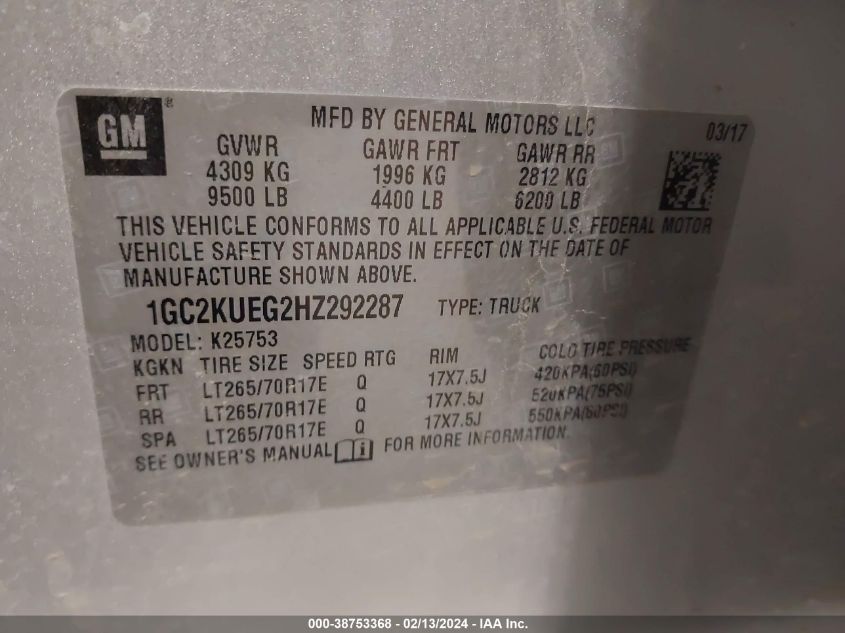 GM®
MFD BY GENERAL MOTORS LLC
03/17
GVWR GAWR FRT GAWR RR
4309 KG 1996 KG 2812 KG
9500 LB 4400 LB 6200 LB
THIS VEHICLE CONFORMS TO ALL APPLICABLE U.S. FEDERAL MOTOR
VEHICLE SAFETY STANDARDS IN EFFECT ON THE DATE OF
MANUFACTURE SHOWN ABOVE.
1GC2KUEG2HZ292287 TYPE: TRUCK
MODEL: K25753
KGKN TIRE SIZE SPEED RTG RIM COLD TIRE PRESSURE
FRT LT265/70R17E Q 17X7.5J 420KPA(60PSI)
RR LT265/70R17E Q 17X7.5J 520KPA(75PSI)
SPA LT265/70R17E Q 17X7.5J 550KPA(80PSI)
SEE OWNER'S MANUAL FOR MORE INFORMATION.
000-38753368 - 02/13/2024 - IAA Inc.